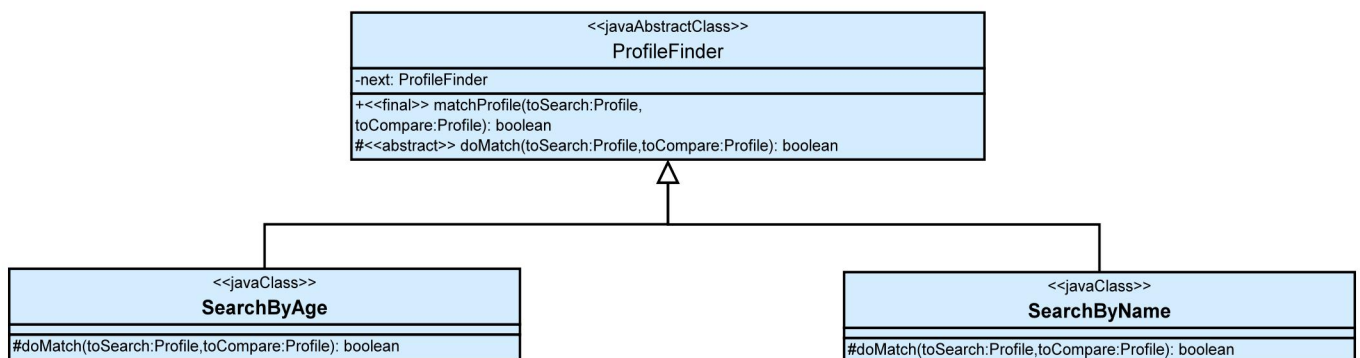 <<javaAbstractClass>>
ProfileFinder
-next: ProfileFinder
+<<final>> matchProfile(toSearch:Profile,
toCompare:Profile): boolean
#<<abstract>> doMatch(toSearch:Profile,toCompare:Profile): boolean
<<javaClass>>
SearchByAge
#doMatch(toSearch:Profile,toCompare:Profile): boolean
<<javaClass>>
SearchByName
#doMatch(toSearch:Profile,toCompare:Profile): boolean